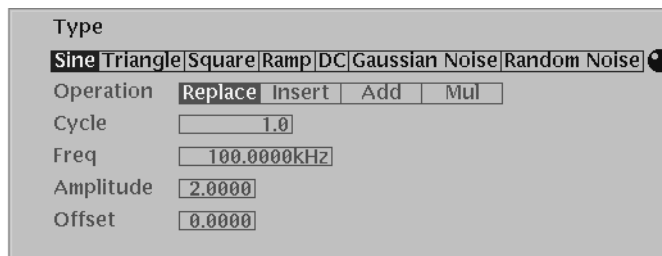 Type
Sine Triangle Square Ramp DC Gaussian Noise Random Noise
Operation Replace Insert Add Mul
Cycle 1.0
Freq 100.0000kHz
Amplitude 2.0000
Offset 0.0000